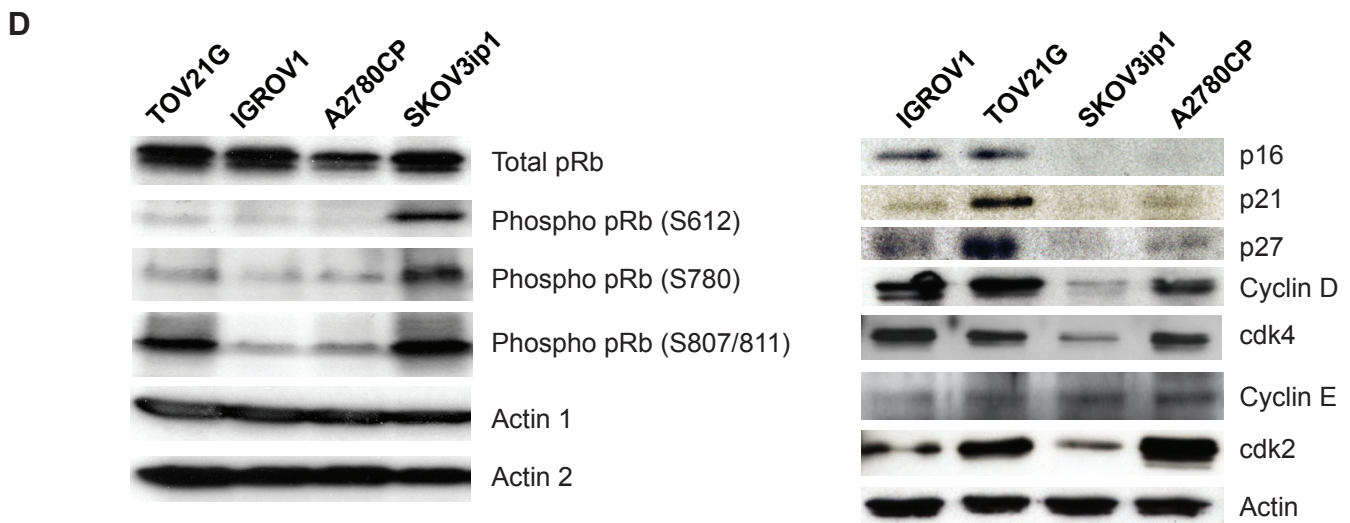 D
TOV21G
IGROV1
A2780CP
SKOV3ip1
Total pRb
Phospho pRb (S612)
Phospho pRb (S780)
Phospho pRb (S807/811)
Actin 1
Actin 2
IGROV1
TOV21G
SKOV3ip1
A2780CP
p16
p21
p27
Cyclin D
cdk4
Cyclin E
cdk2
Actin